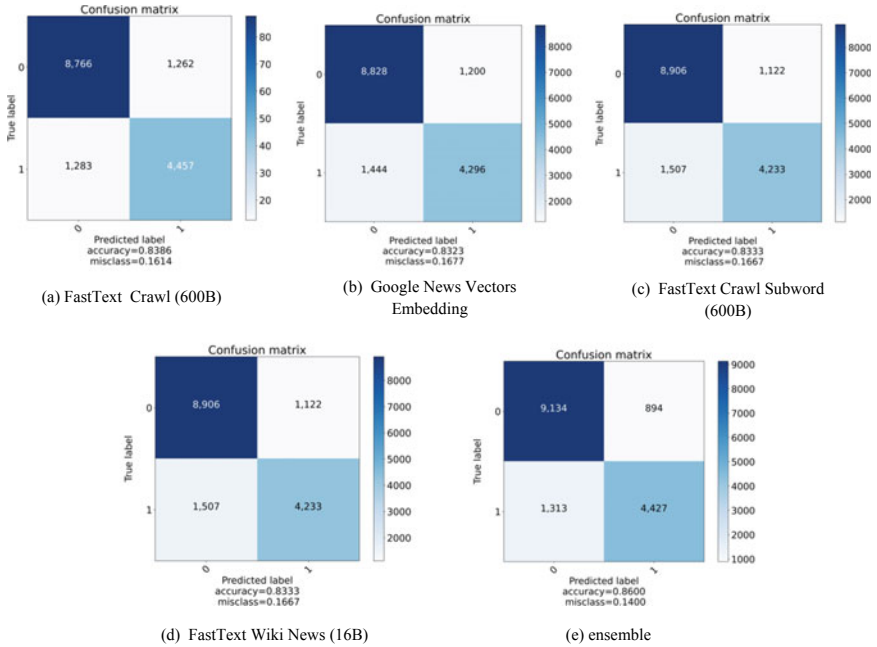 Confusion matrix
0
8,766
1,262
80
70
60
50
40
30
20
True label
1
1,283
4,457
0
1
Predicted label
accuracy=0.8386
misclass=0.1614
(a) FastText Crawl (600B)
Confusion matrix
0
8,828
1,200
8000
7000
6000
5000
4000
3000
2000
True label
1
1,444
4,296
0
1
Predicted label
accuracy=0.8323
misclass=0.1677
(b) Google News Vectors
Embedding
Confusion matrix
0
8,906
1,122
8000
7000
6000
5000
4000
3000
2000
True label
1
1,507
4,233
0
1
Predicted label
accuracy=0.8333
misclass=0.1667
(c) FastText Crawl Subword
(600B)
Confusion matrix
0
8,906
1,122
8000
7000
6000
5000
4000
3000
2000
True label
1
1,507
4,233
0
1
Predicted label
accuracy=0.8333
misclass=0.1667
(d) FastText Wiki News (16B)
Confusion matrix
0
9,134
894
9000
8000
7000
6000
5000
4000
3000
2000
1000
True label
1
1,313
4,427
0
1
Predicted label
accuracy=0.8600
misclass=0.1400
(e) ensemble